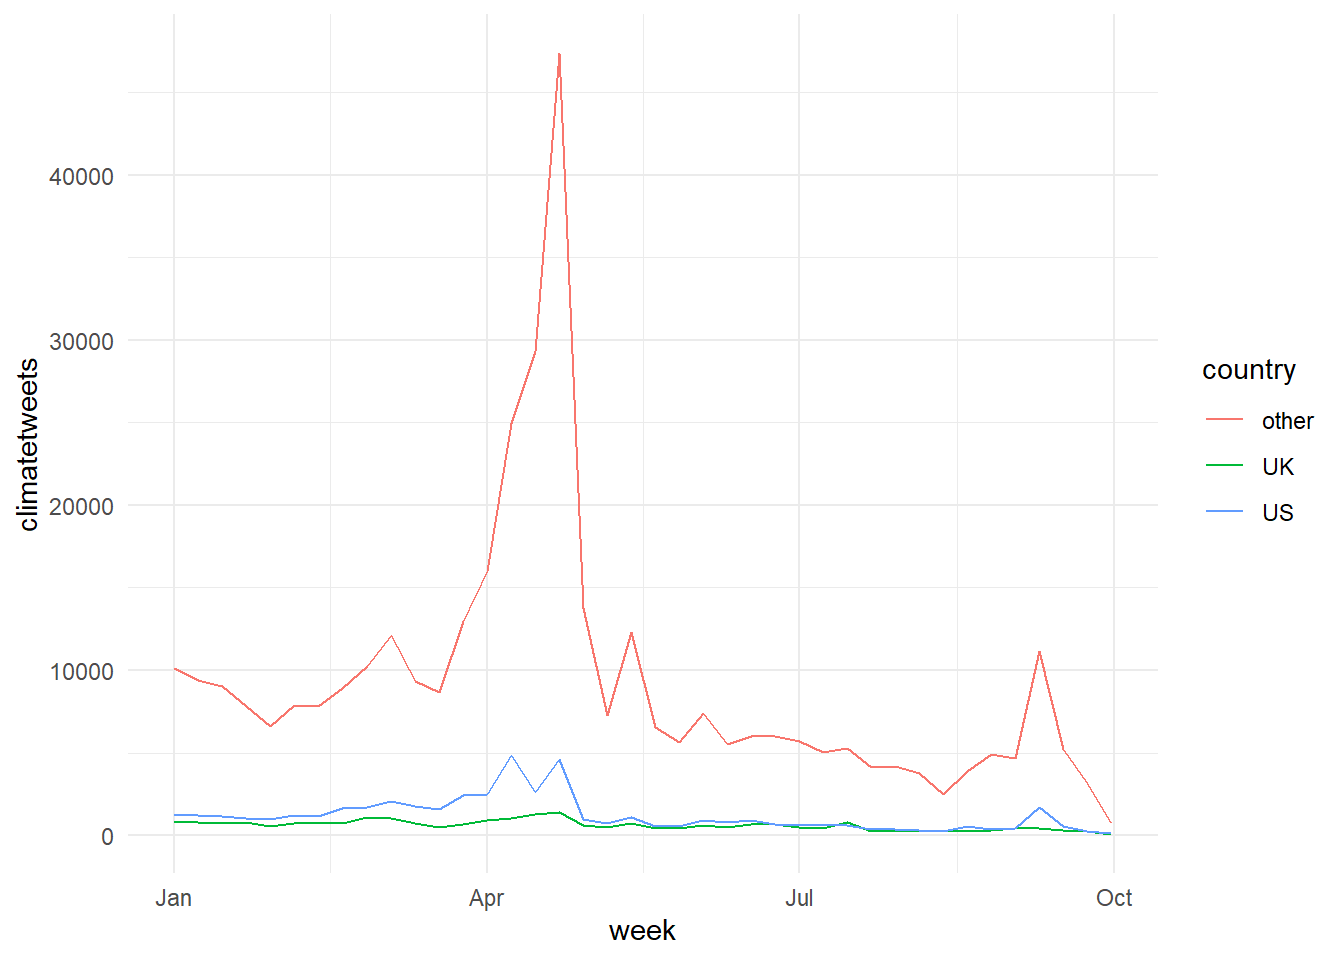 climatetweets
40000
30000
20000
10000
0
Jan Apr Jul Oct
week
country
other
UK
US